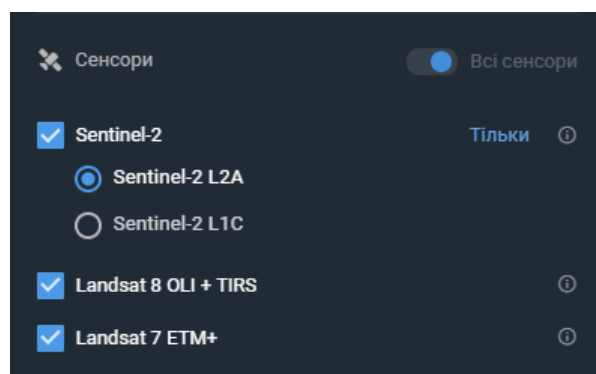 Сенсори Всі сенсори
Sentinel-2 Тільки
Sentinel-2 L2A
Sentinel-2 L1C
Landsat 8 OLI + TIRS
Landsat 7 ETM+